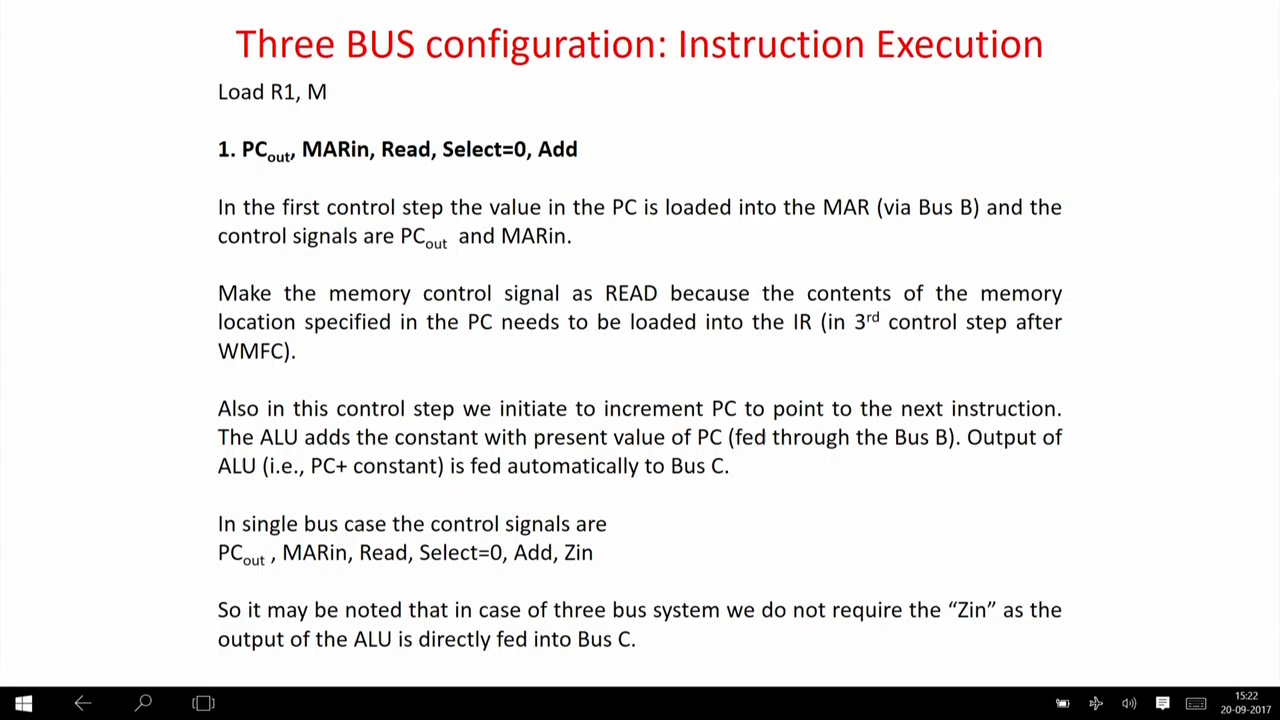 Three BUS configuration: Instruction Execution
Load R1, M
1. PCout, MARin, Read, Select=0, Add
In the first control step the value in the PC is loaded into the MAR (via Bus B) and the
control signals are PCout and MARin.
Make the memory control signal as READ because the contents of the memory
location specified in the PC needs to be loaded into the IR (in 3rd control step after
WMFC).
Also in this control step we initiate to increment PC to point to the next instruction.
The ALU adds the constant with present value of PC (fed through the Bus B). Output of
ALU (i.e., PC+ constant) is fed automatically to Bus C.
In single bus case the control signals are
PCout , MARin, Read, Select=0, Add, Zin
So it may be noted that in case of three bus system we do not require the “Zin” as the
output of the ALU is directly fed into Bus C.
15:22
20-09-2017